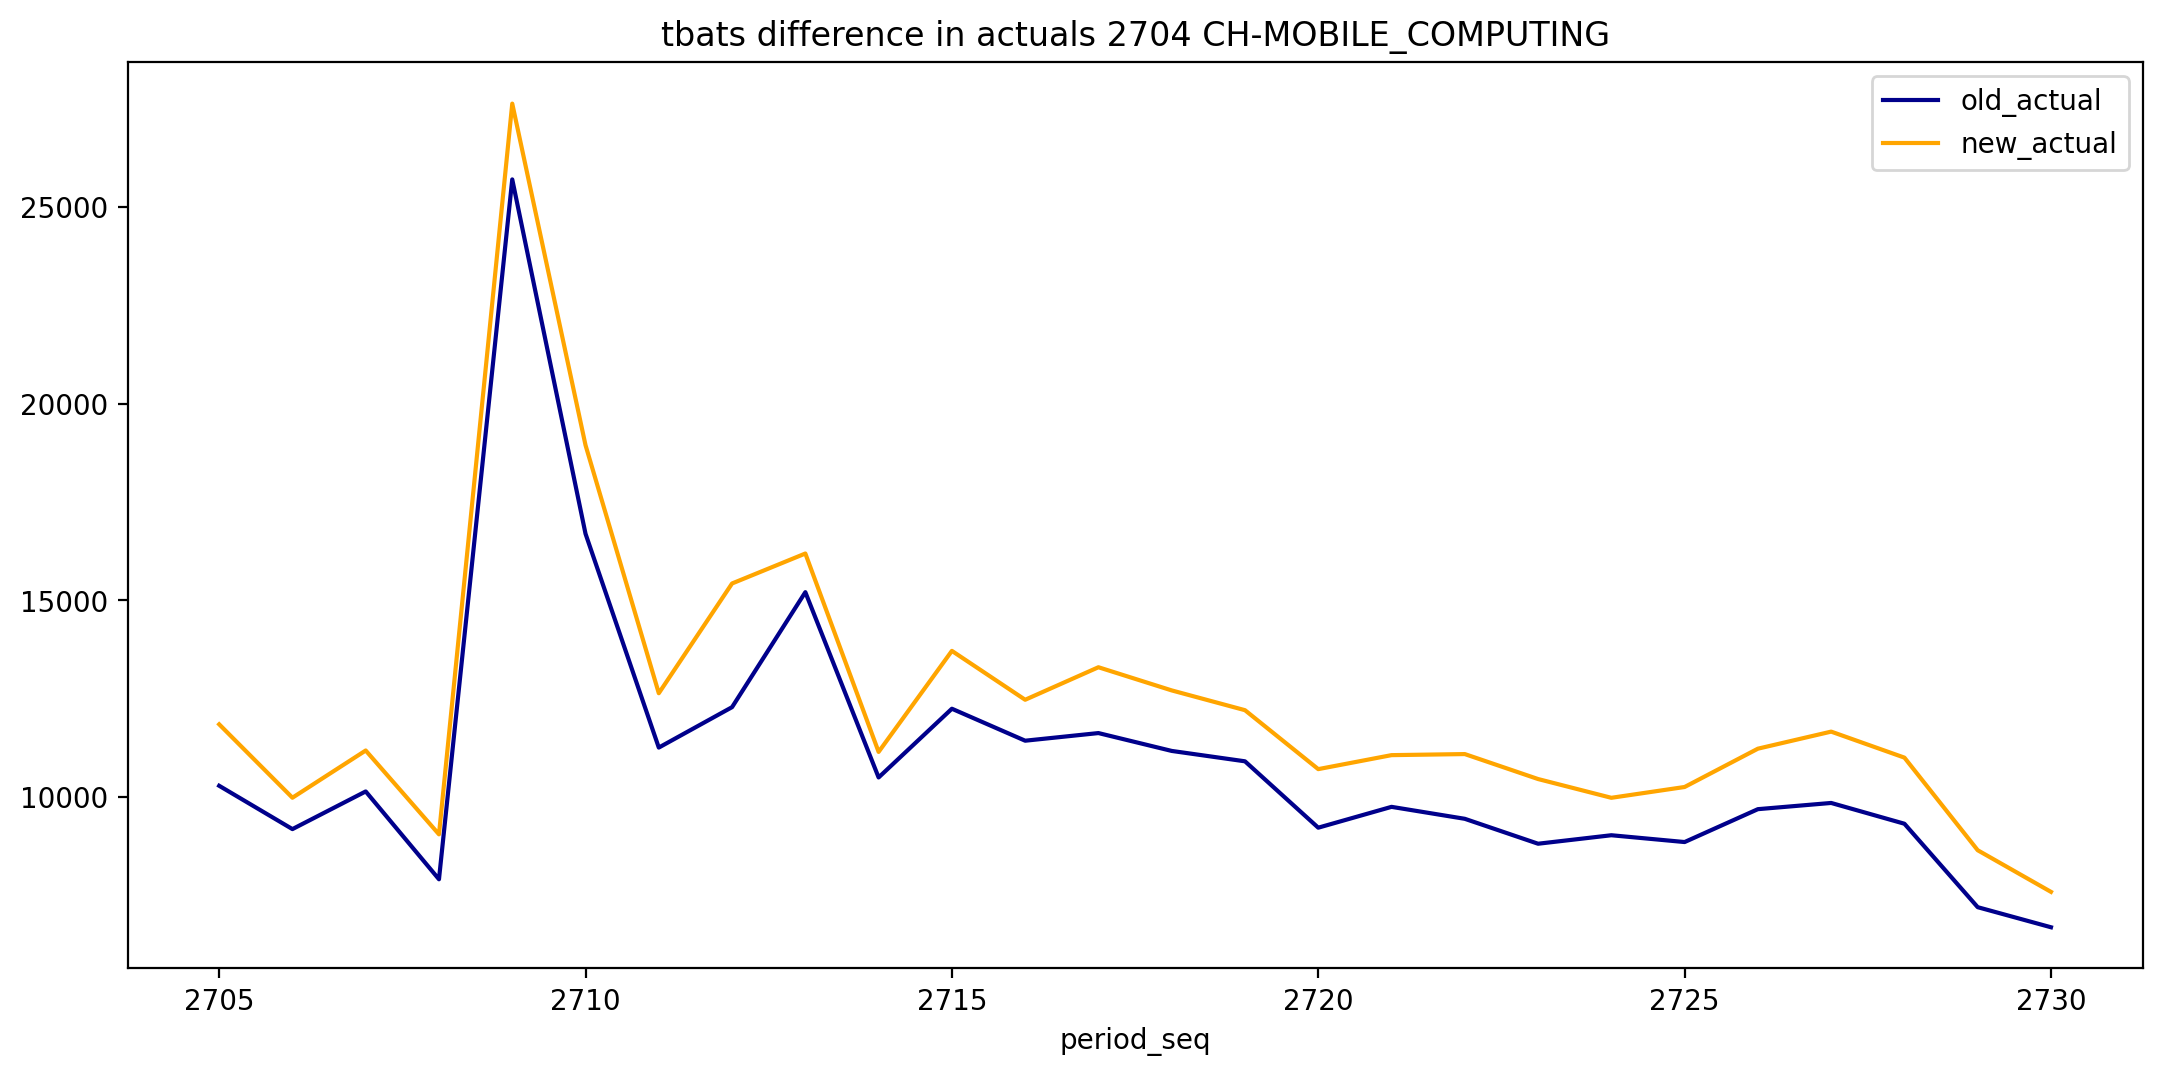 tbats difference in actuals 2704 CH-MOBILE_COMPUTING
old_actual
new_actual
25000
20000
15000
10000
2705 2710 2715 2720 2725 2730
period_seq